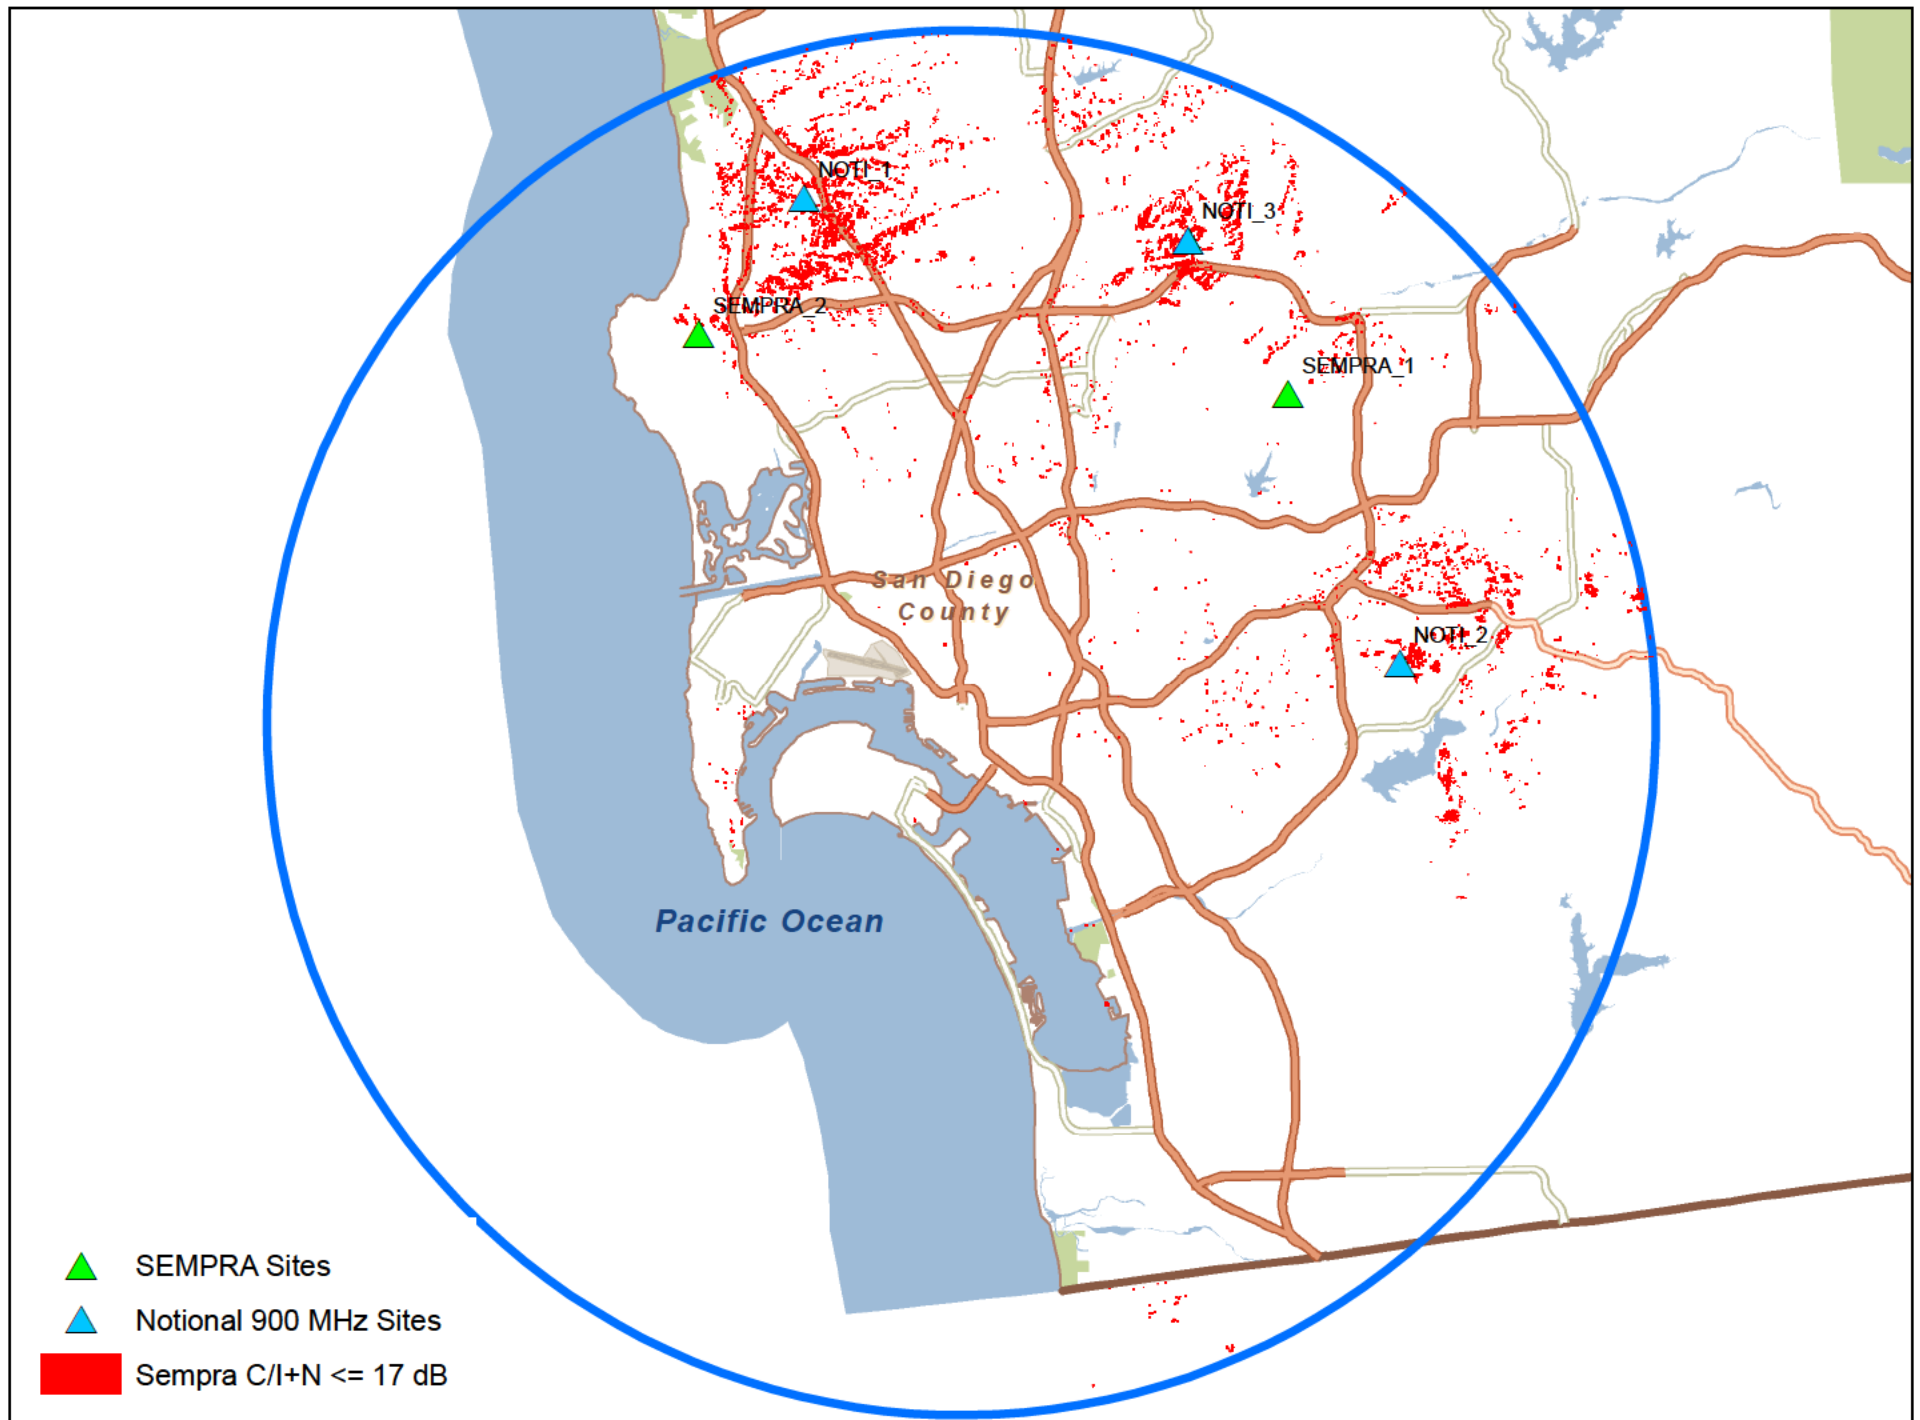 NOTI_1
NOTI_3
SEMPRA_2
SEMPRA_1
San Diego
County
NOTI_2
Pacific Ocean
SEMPRA Sites
Notional 900 MHz Sites
Sempra C/I+N <= 17 dB